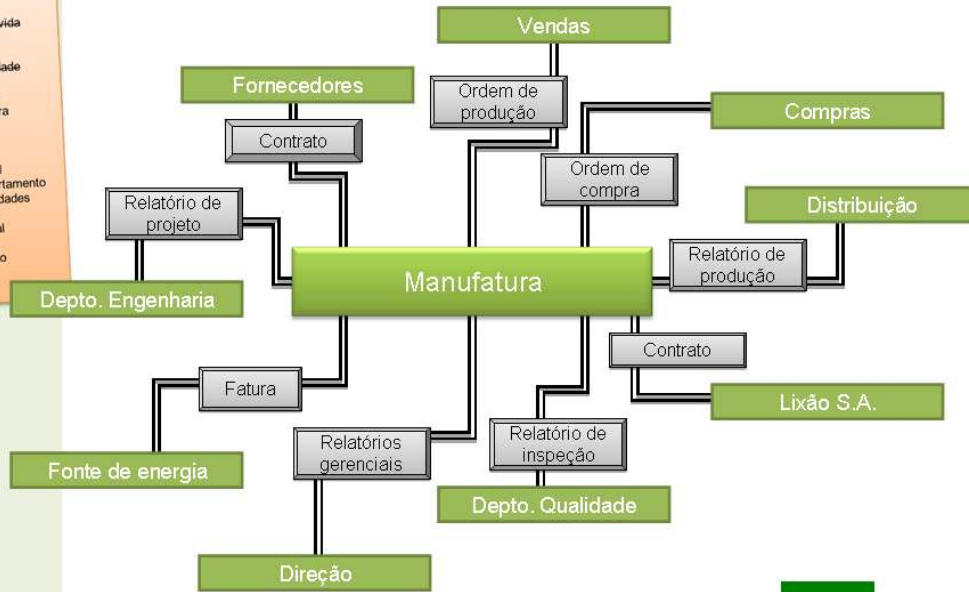 vida
Vendas
Fornecedores
Ordem de
produção
Compras
Contrato
Ordem de
compra
Relatório de
projeto
Distribuição
Relatório de
produção
Manufatura
Depto. Engenharia
Contrato
Fatura
Lixão S.A.
Relatórios
gerenciais
Relatório de
inspeção
Fonte de energia
Depto. Qualidade
Direção